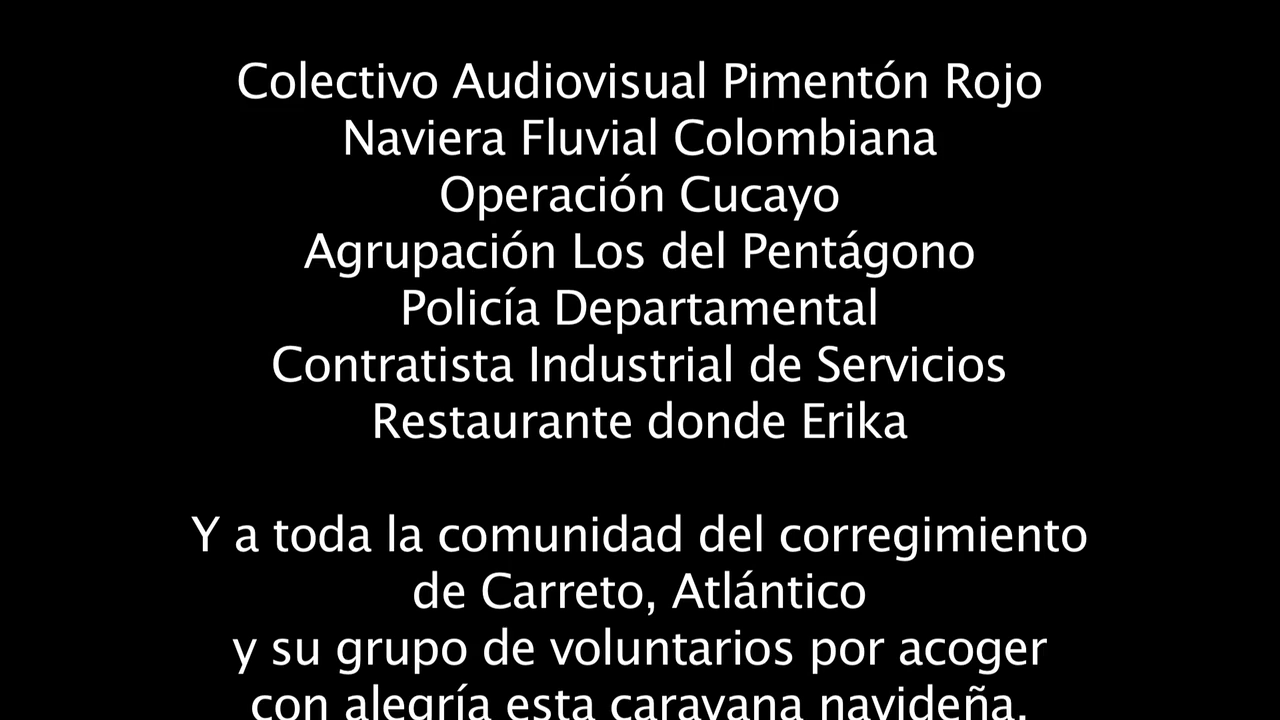 Colectivo Audiovisual Pimentón Rojo
Naviera Fluvial Colombiana
Operación Cucayo
Agrupación Los del Pentágono
Policía Departamental
Contratista Industrial de Servicios
Restaurante donde Erika
Y a toda la comunidad del corregimiento
de Carreto, Atlántico
y su grupo de voluntarios por acoger
con alegría esta caravana navideña.